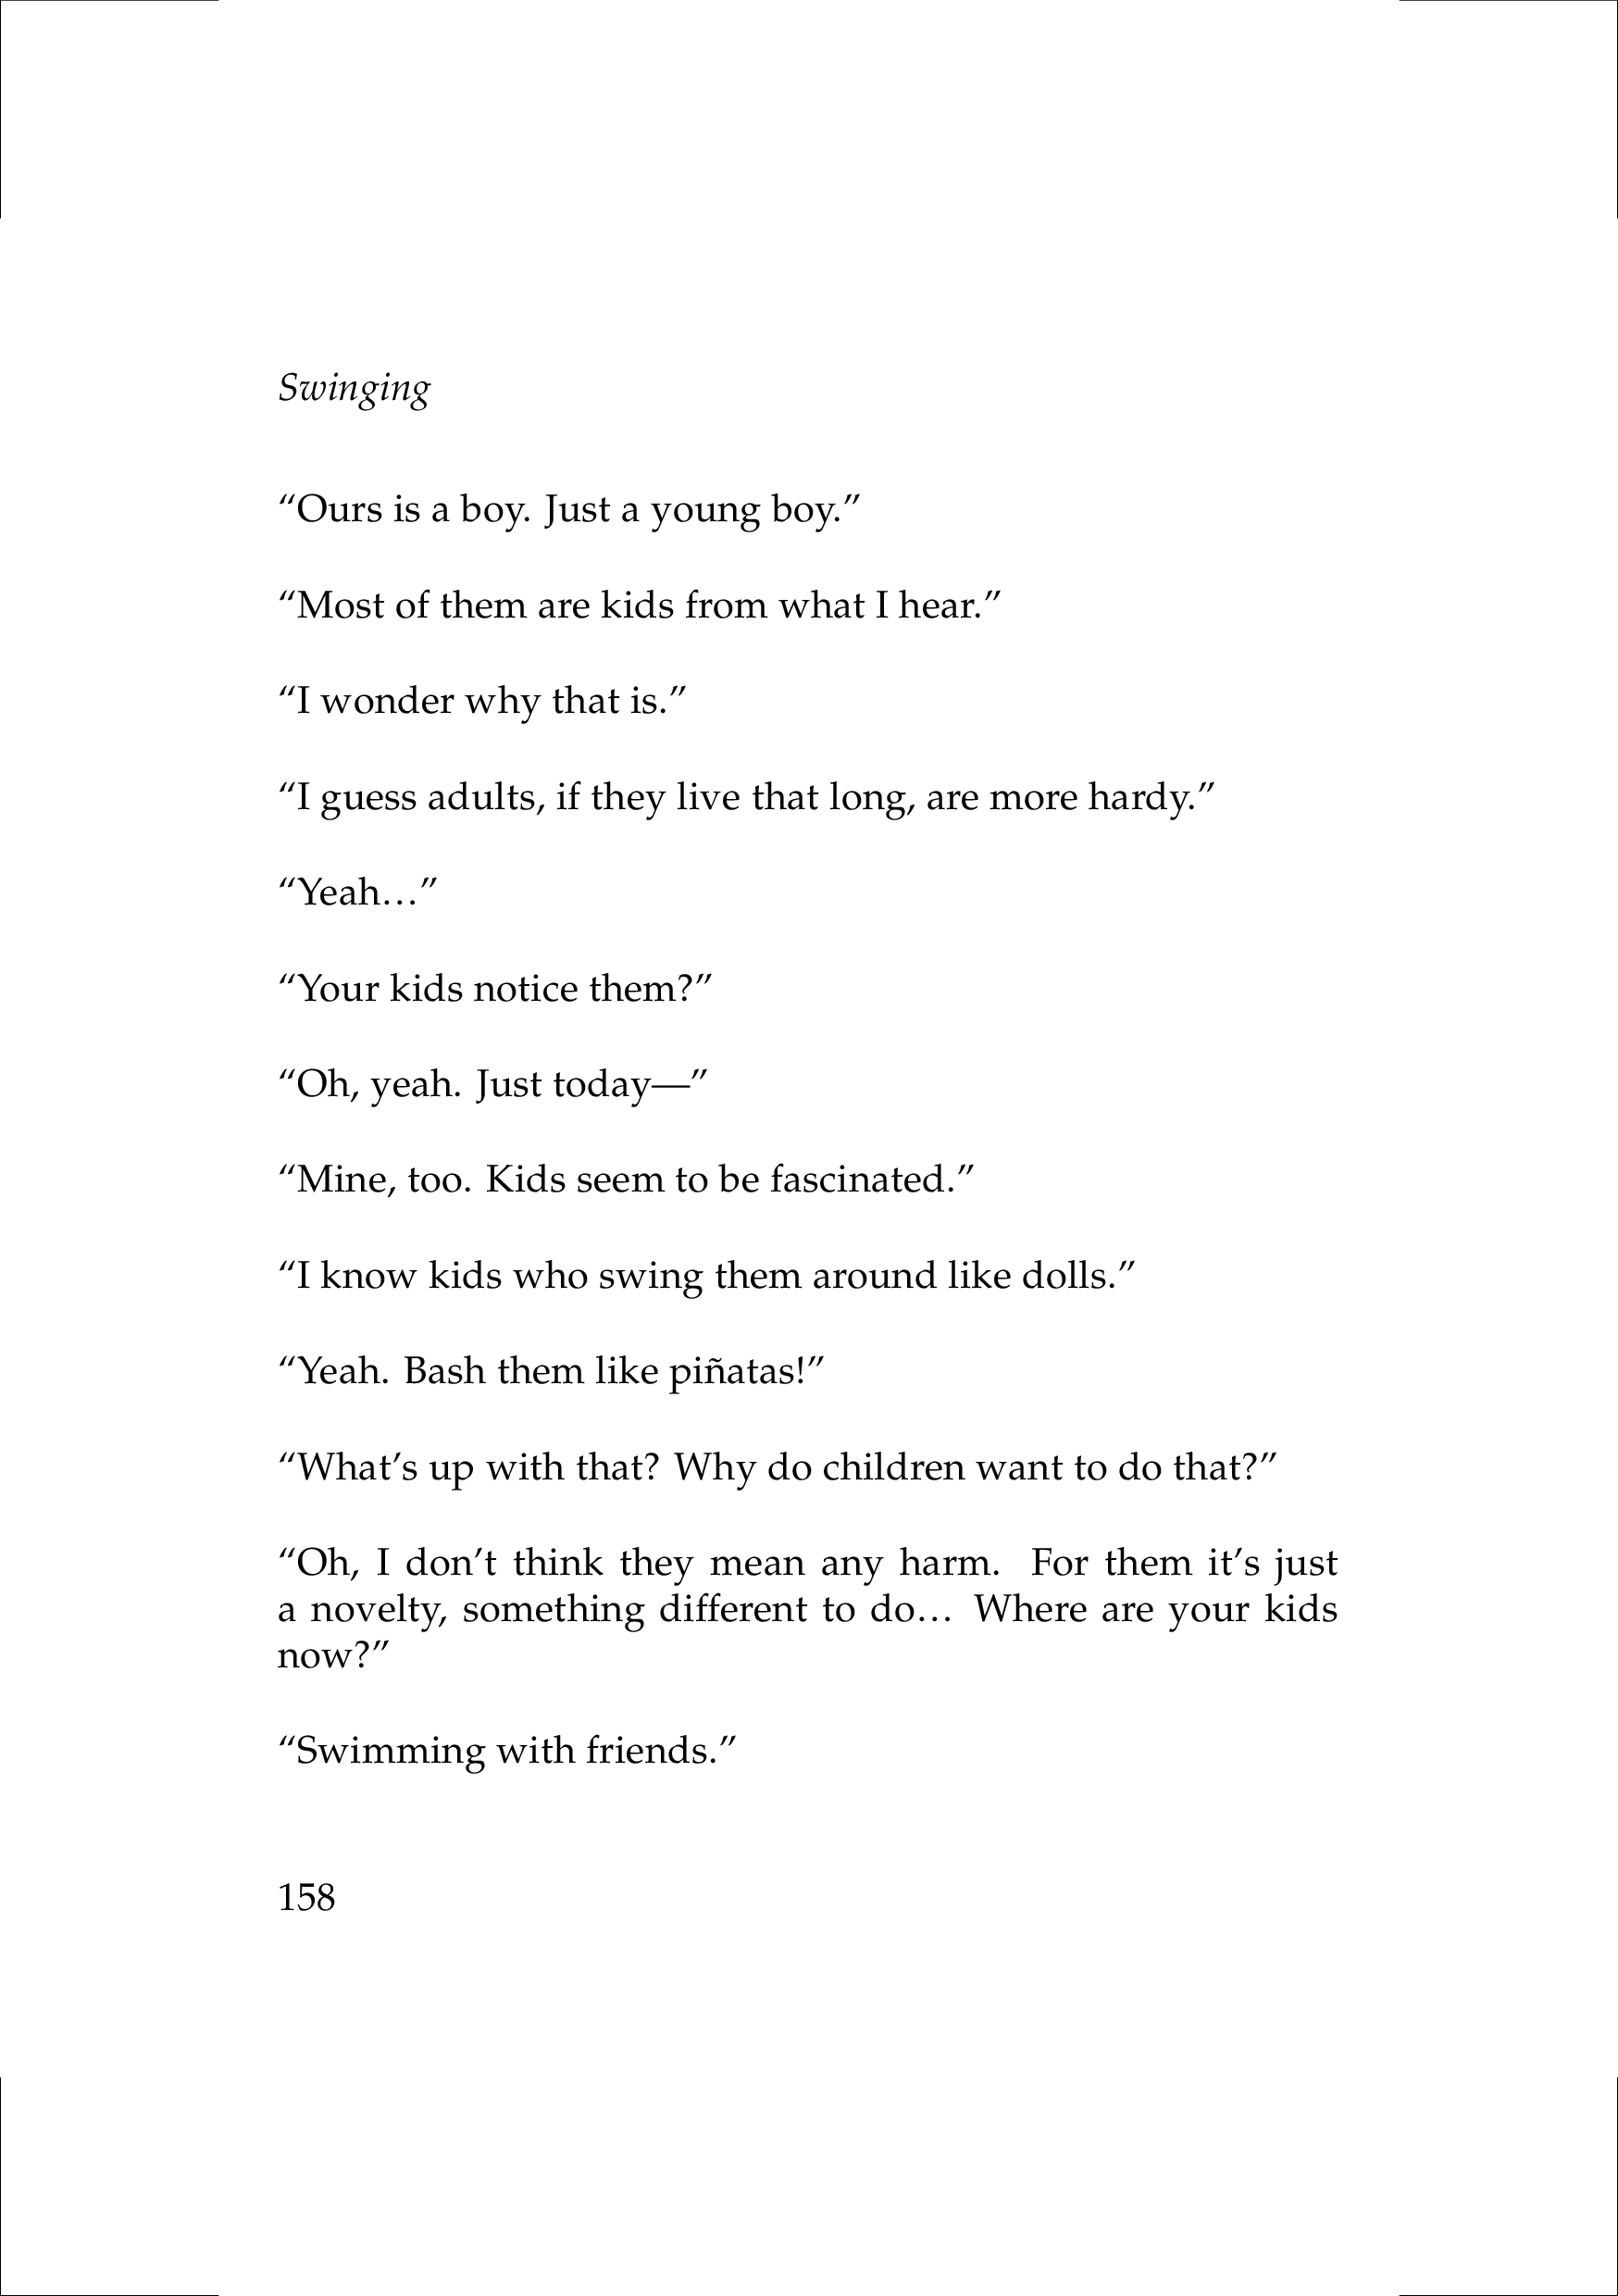 Swinging
“Ours is a boy. Just a young boy.”
“Most of them are kids from what I hear.”
“I wonder why that is.”
“I guess adults, if they live that long, are more hardy.”
“Yeah…”
“Your kids notice them?”
“Oh, yeah. Just today—”
“Mine, too. Kids seem to be fascinated.”
“I know kids who swing them around like dolls.”
“Yeah. Bash them like piñatas!”
“What’s up with that? Why do children want to do that?”
“Oh, I don’t think they mean any harm. For them it’s just
a novelty, something different to do… Where are your kids
now?”
“Swimming with friends.”
158